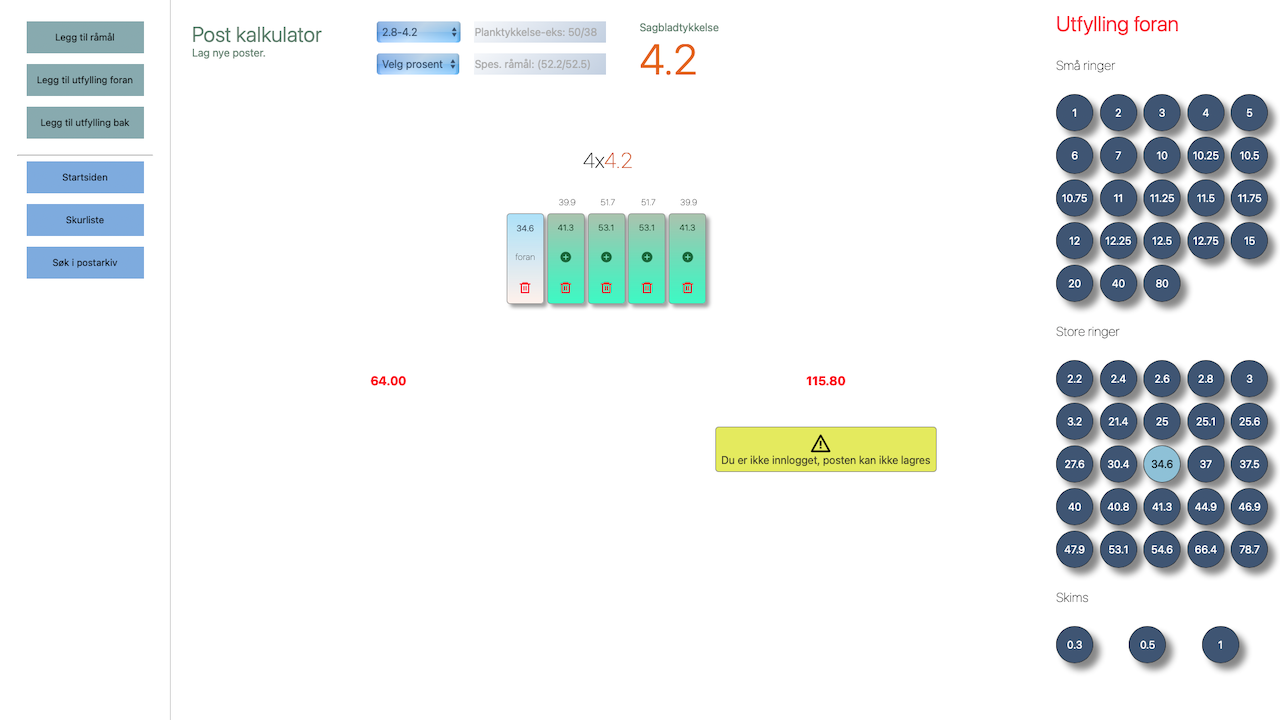 Legg til råmål
Legg til utfylling foran
Legg til utfylling bak
Startsiden
Skurliste
Søk i postarkiv
Post kalkulator
Lag nye poster.
2.8-4.2
Planktykkelse-eks: 50/38
Velg prosent
Spes. råmål: (52.2/52.5)
Sagbladtykkelse
4.2
4x4.2
39.9 51.7 51.7 39.9
34.6 41.3 53.1 53.1 41.3
foran
64.00
115.80
Du er ikke innlogget, posten kan ikke lagres
Utfylling foran
Små ringer
1 2 3 4 5
6 7 10 10.25 10.5
10.75 11 11.25 11.5 11.75
12 12.25 12.5 12.75 15
20 40 80
Store ringer
2.2 2.4 2.6 2.8 3
3.2 21.4 25 25.1 25.6
27.6 30.4 34.6 37 37.5
40 40.8 41.3 44.9 46.9
47.9 53.1 54.6 66.4 78.7
Skims
0.3 0.5 1